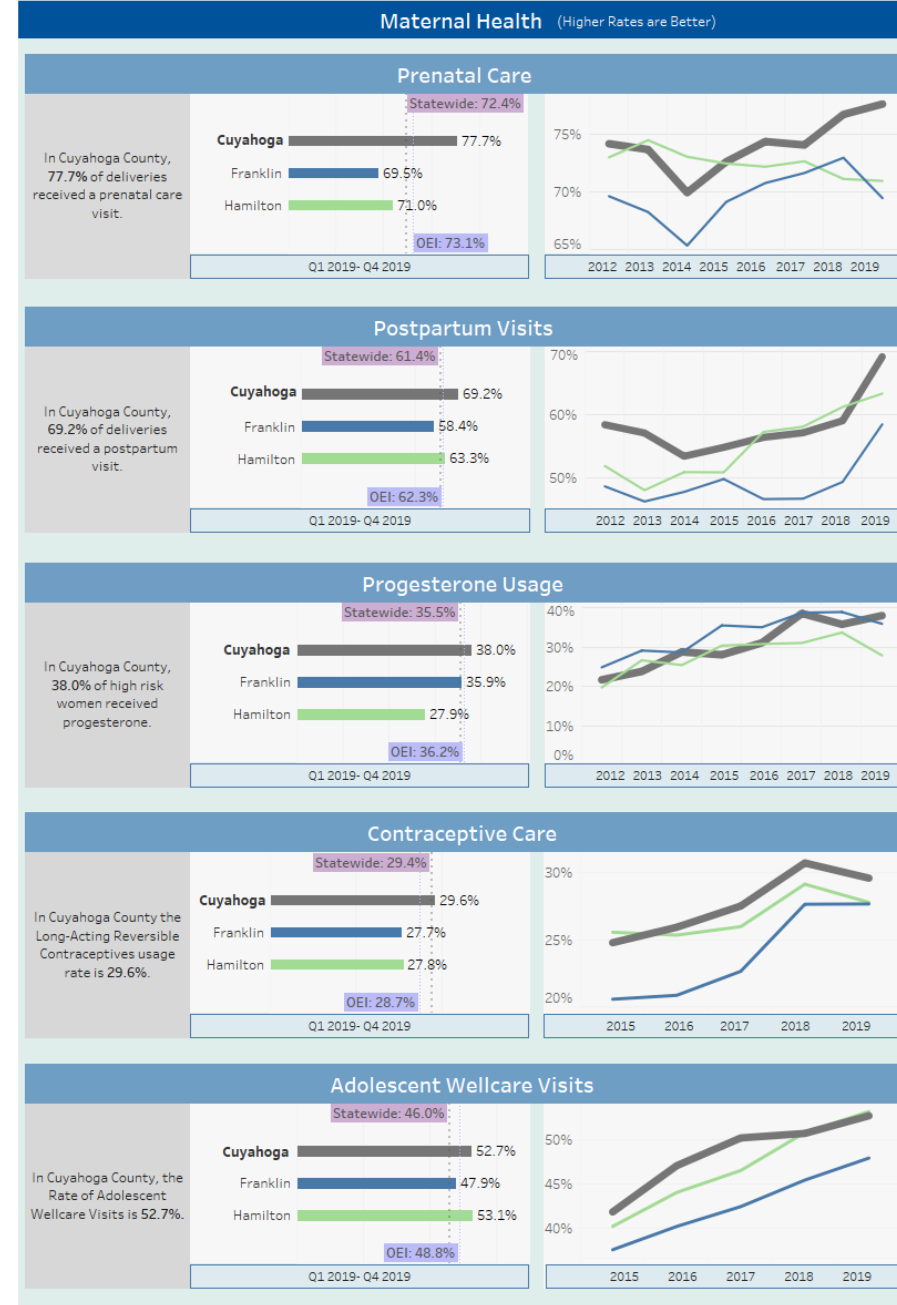 Maternal Health (Higher Rates are Better)
Prenatal Care
In Cuyahoga County,
77.7% of deliveries
received a prenatal care
visit.
Statewide: 72.4%
Cuyahoga 77.7%
Franklin 69.5%
Hamilton 71.0%
OEI: 73.1%
Q1 2019- Q4 2019
75%
70%
65%
2012 2013 2014 2015 2016 2017 2018 2019
Postpartum Visits
In Cuyahoga County,
69.2% of deliveries
received a postpartum
visit.
Statewide: 61.4%
Cuyahoga 69.2%
Franklin 58.4%
Hamilton 63.3%
OEI: 62.3%
Q1 2019- Q4 2019
70%
60%
50%
2012 2013 2014 2015 2016 2017 2018 2019
Progesterone Usage
In Cuyahoga County,
38.0% of high risk
women received
progesterone.
Statewide: 35.5%
Cuyahoga 38.0%
Franklin 35.9%
Hamilton 27.9%
OEI: 36.2%
Q1 2019- Q4 2019
40%
30%
20%
10%
0%
2012 2013 2014 2015 2016 2017 2018 2019
Contraceptive Care
In Cuyahoga County the
Long-Acting Reversible
Contraceptives usage
rate is 29.6%.
Statewide: 29.4%
Cuyahoga 29.6%
Franklin 27.7%
Hamilton 27.8%
OEI: 28.7%
Q1 2019- Q4 2019
30%
25%
20%
2015 2016 2017 2018 2019
Adolescent Wellcare Visits
In Cuyahoga County, the
Rate of Adolescent
Wellcare Visits is 52.7%.
Statewide: 46.0%
Cuyahoga 52.7%
Franklin 47.9%
Hamilton 53.1%
OEI: 48.8%
Q1 2019- Q4 2019
50%
45%
40%
2015 2016 2017 2018 2019